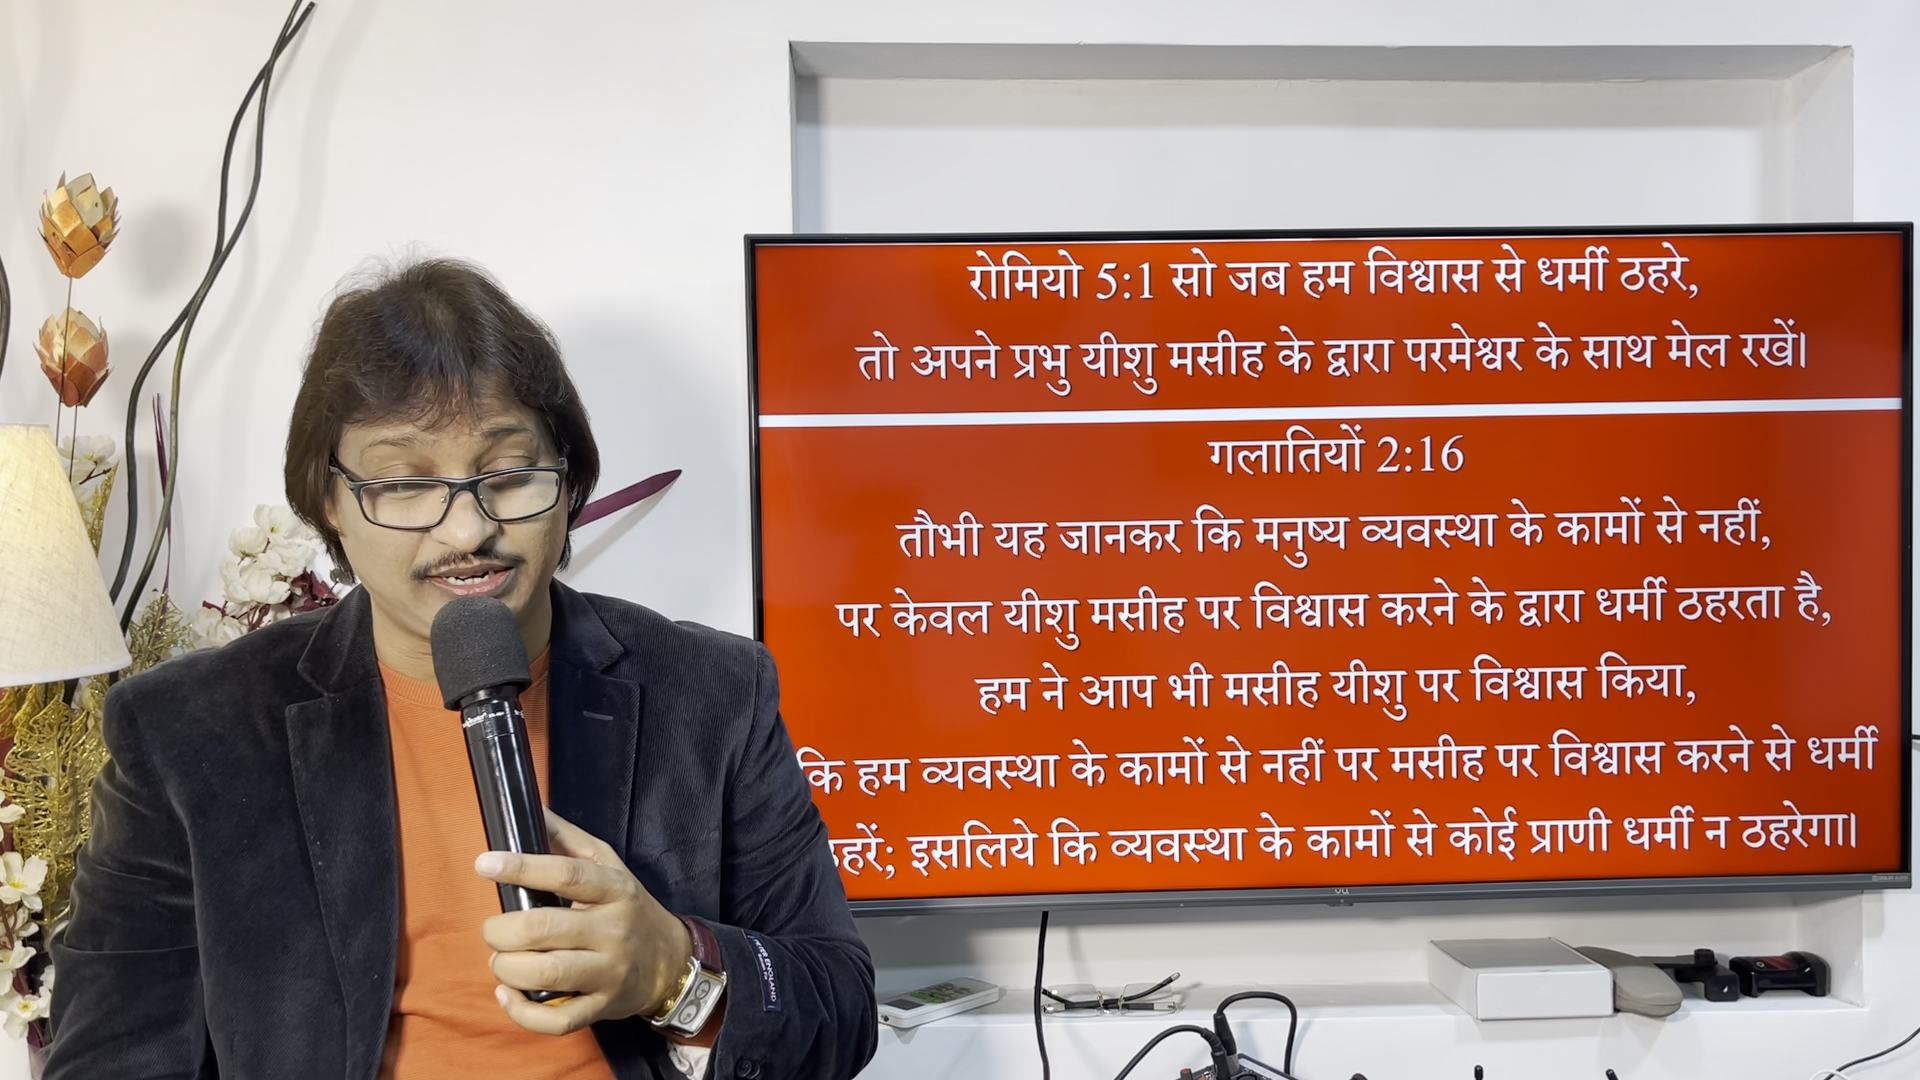 रोमियो 5:1 सो जब हम विश्वास से धर्मी ठहरे,
तो अपने प्रभु यीशु मसीह के द्वारा परमेश्वर के साथ मेल रखें।
गलातियों 2:16
तौभी यह जानकर कि मनुष्य व्यवस्था के कामों से नहीं,
पर केवल यीशु मसीह पर विश्वास करने के द्वारा धर्मी ठहरता है,
हम ने आप भी मसीह यीशु पर विश्वास किया,
कि हम व्यवस्था के कामों से नहीं पर मसीह पर विश्वास करने से धर्मी
इसलिये कि व्यवस्था के कामों से कोई प्राणी धर्मी न ठहरेगा।
PETER ENGLAND